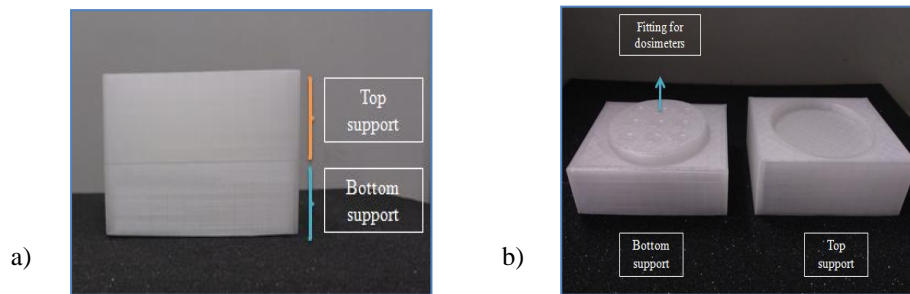 Top
support
Bottom
support
a)
Fitting for
dosimeters
Bottom
support
Top
support
b)